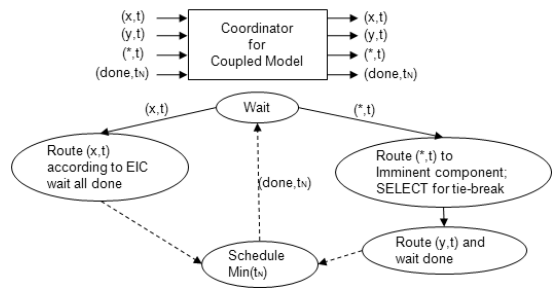 (x,t)
(y,t)
(*,t)
(done,tN)
Coordinator
for
Coupled Model
(x,t)
(y,t)
(*,t)
(done,tN)
(x,t)
Wait
(*,t)
Route (x,t)
according to EIC
wait all done
Route (*,t) to
Imminent component;
SELECT for tie-break
(done,tN)
Schedule
Min(tN)
Route (y,t) and
wait done